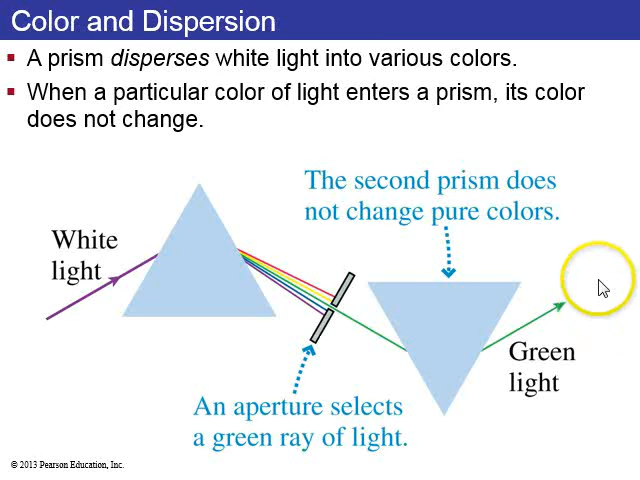 Color and Dispersion
A prism disperses white light into various colors.
When a particular color of light enters a prism, its color
does not change.
The second prism does
not change pure colors.
White
light
Green
light
An aperture selects
a green ray of light.
© 2013 Pearson Education, Inc.